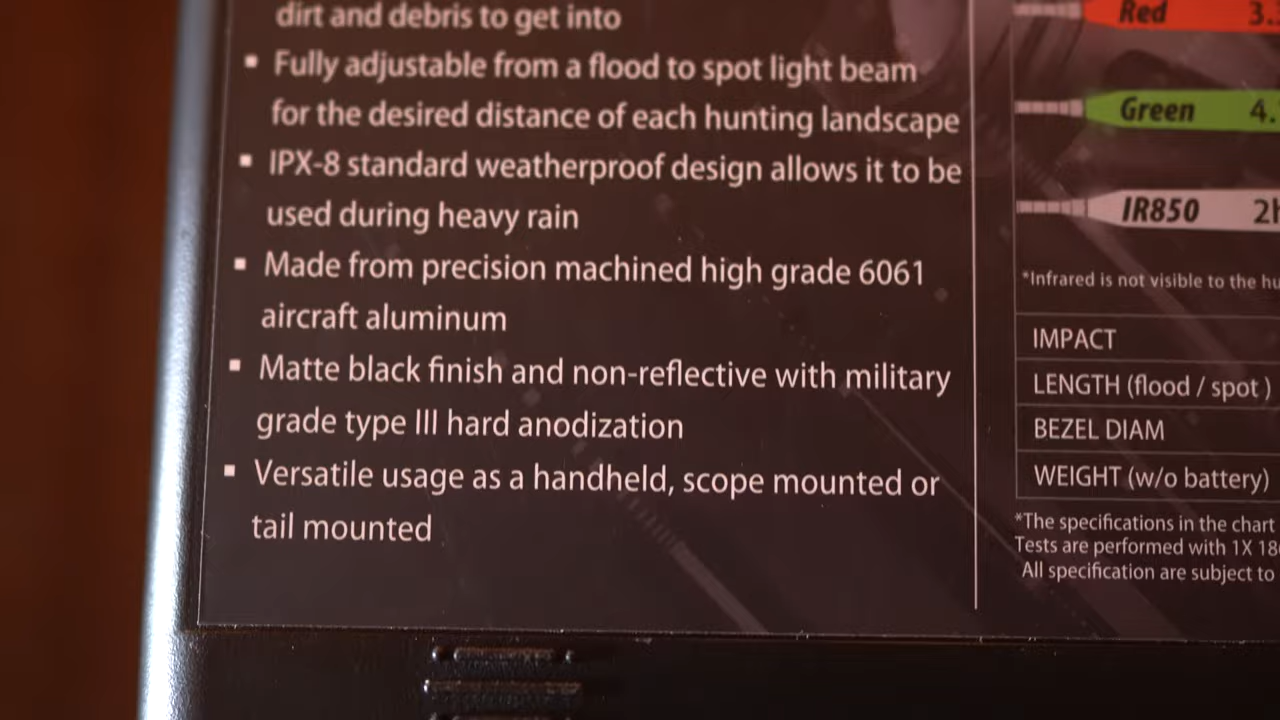 dirt and debris to get into
▪ Fully adjustable from a flood to spot light beam
for the desired distance of each hunting landscape
▪ IPX-8 standard weatherproof design allows it to be
used during heavy rain
▪ Made from precision machined high grade 6061
aircraft aluminum
▪ Matte black finish and non-reflective with military
grade type III hard anodization
▪ Versatile usage as a handheld, scope mounted or
tail mounted
Red 3.
Green 4.
IR850
*Infrared is not visible to the
IMPACT
LENGTH (flood / spot )
BEZEL DIAM
WEIGHT (w/o battery)
*The specifications in the chart
Tests are performed with 1X
All specification are subject to